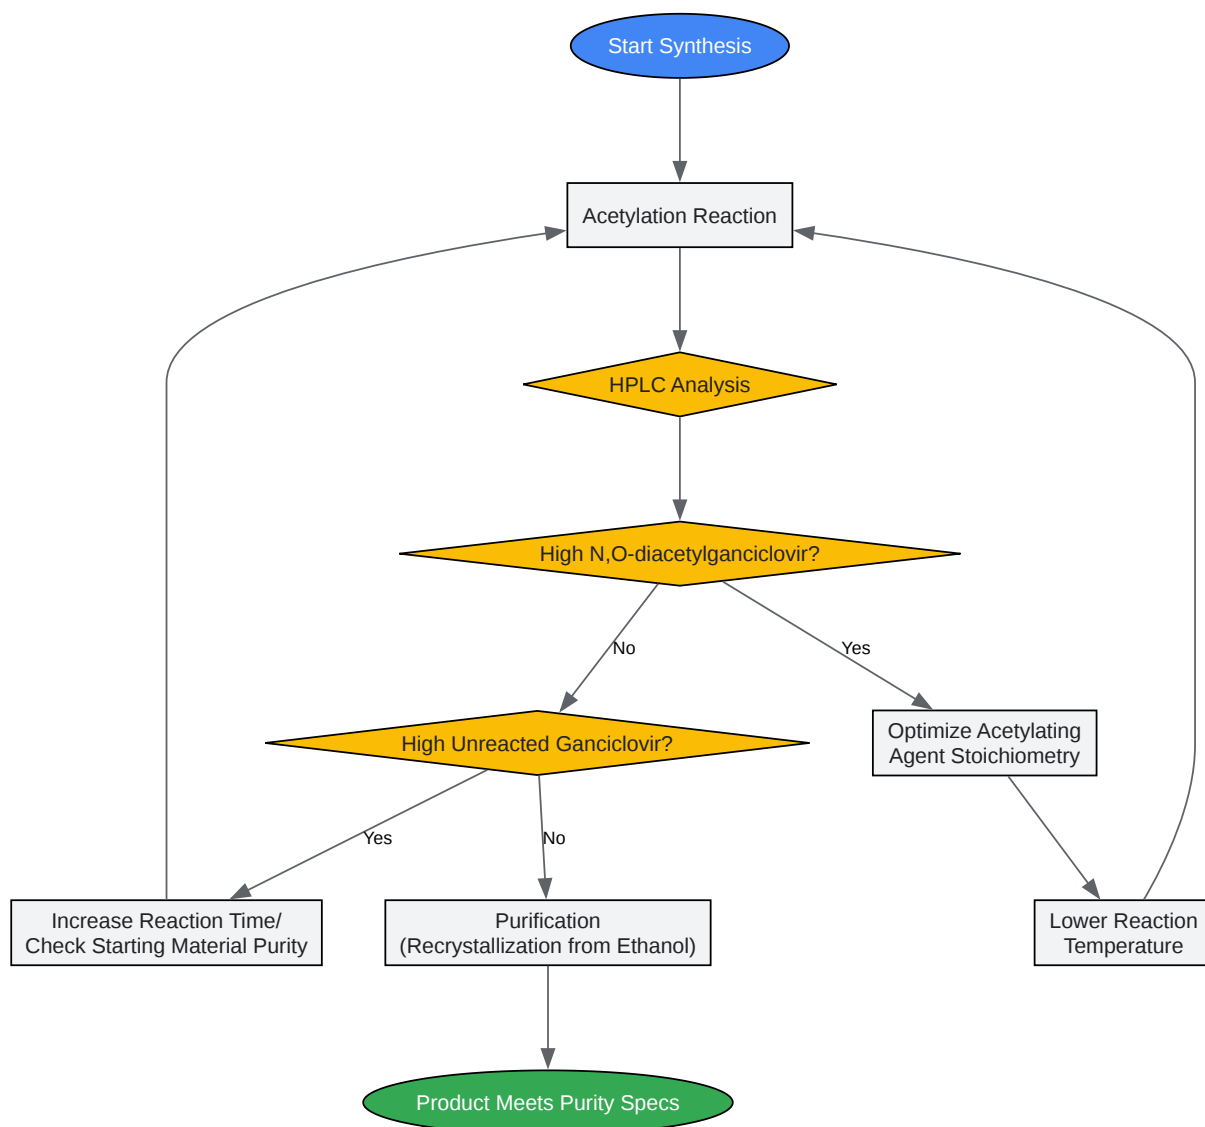 Start Synthesis
Acetylation Reaction
HPLC Analysis
High N,O-diacetylganciclovir?
No
Yes
High Unreacted Ganciclovir?
Optimize Acetylating
Agent Stoichiometry
Yes
No
Increase Reaction Time/
Check Starting Material Purity
Purification
(Recrystallization from Ethanol)
Lower Reaction
Temperature
Product Meets Purity Specs